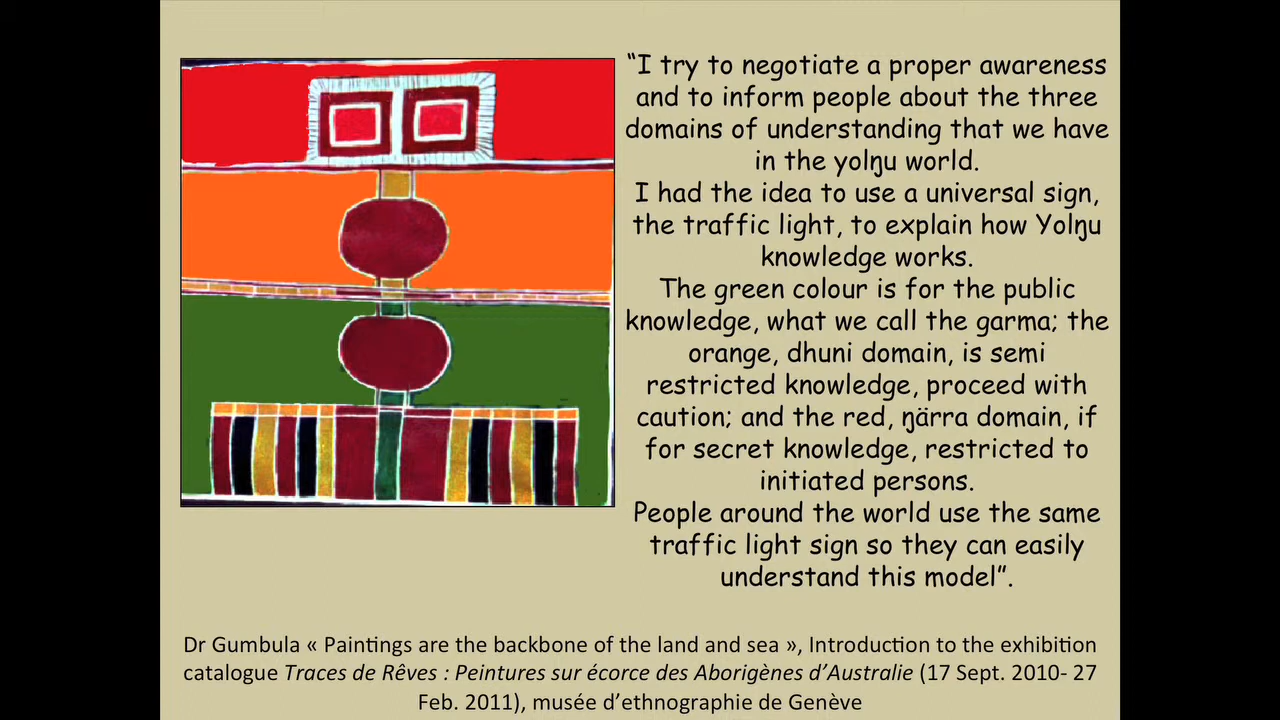 “I try to negotiate a proper awareness
and to inform people about the three
domains of understanding that we have
in the yolŋu world.
I had the idea to use a universal sign,
the traffic light, to explain how Yolŋu
knowledge works.
The green colour is for the public
knowledge, what we call the garma; the
orange, dhuni domain, is semi
restricted knowledge, proceed with
caution; and the red, ŋärra domain, if
for secret knowledge, restricted to
initiated persons.
People around the world use the same
traffic light sign so they can easily
understand this model”.
Dr Gumbula « Paintings are the backbone of the land and sea », Introduction to the exhibition
catalogue Traces de Rêves : Peintures sur écorce des Aborigènes d’Australie (17 Sept. 2010- 27
Feb. 2011), musée d’ethnographie de Genève